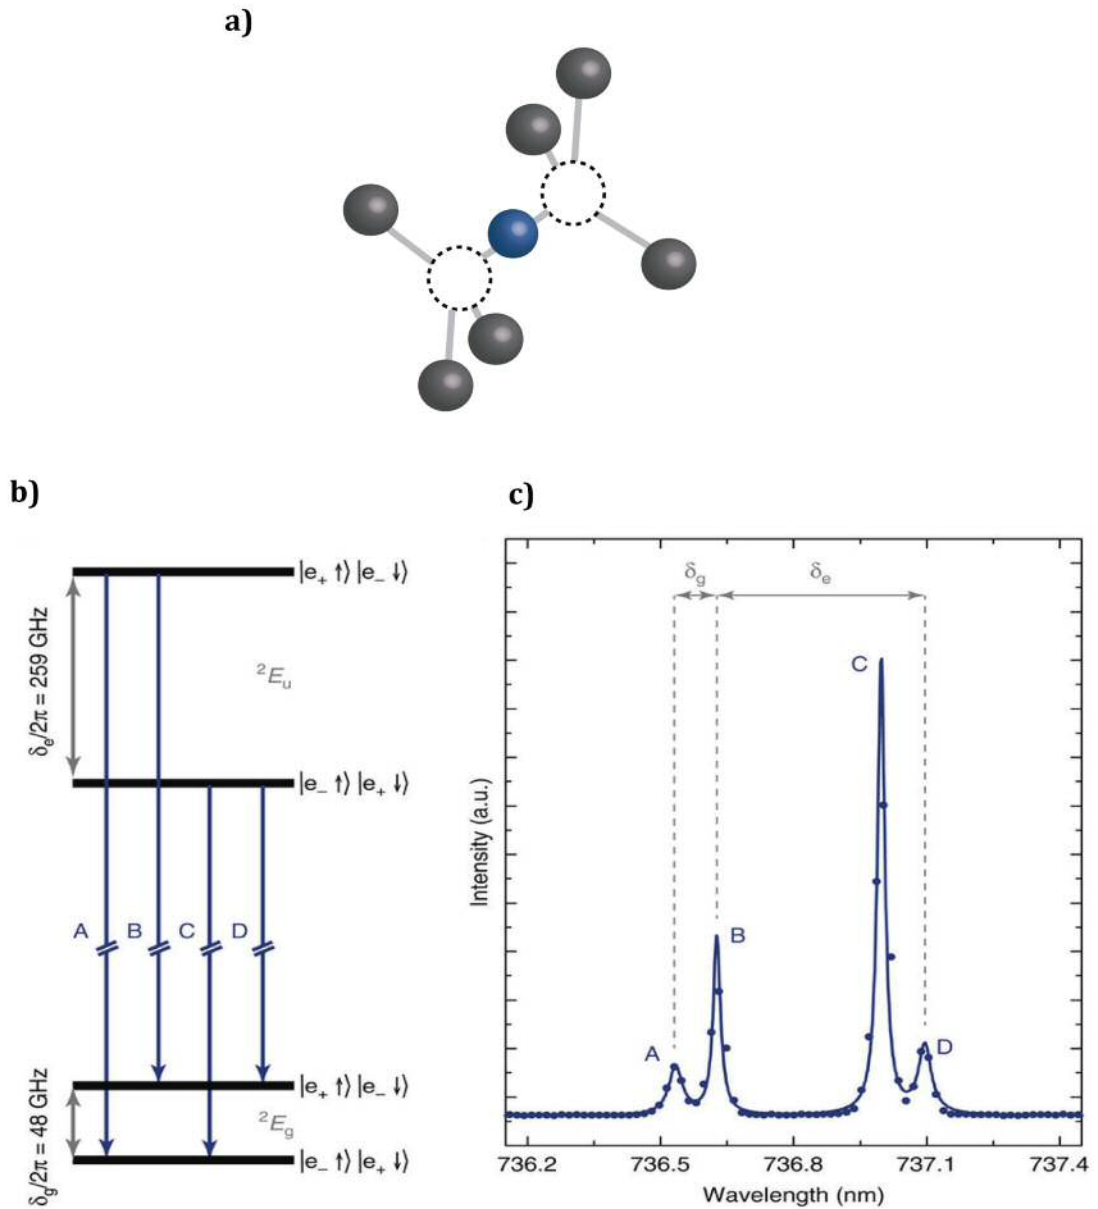 a)
b)
c)
|e₊ ↑⟩ |e₋ ↓⟩
δₑ/2π = 259 GHz
²Eᵤ
|e₋ ↑⟩ |e₊ ↓⟩
A B C D
|e₊ ↑⟩ |e₋ ↓⟩
δg/2π = 48 GHz
²Eg
|e₋ ↑⟩ |e₊ ↓⟩
δg δₑ
C
B
A
D
Intensity (a.u.)
736.2 736.5 736.8 737.1 737.4
Wavelength (nm)